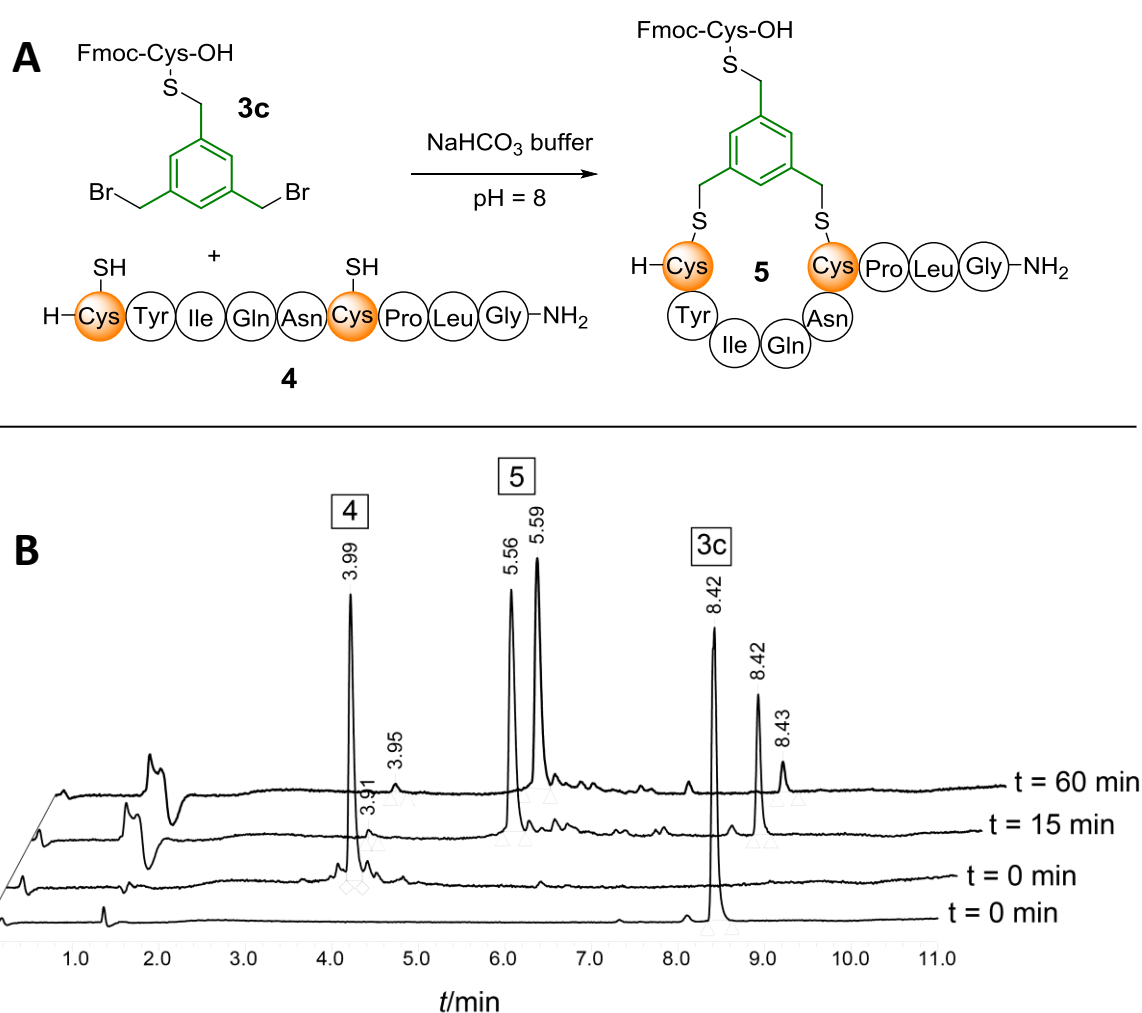 A
Fmoc-Cys-OH
S
3c
Br
Br
+
SH
SH
H-Cys Tyr Ile Gln Asn Cys Pro Leu Gly-NH₂
4
NaHCO₃ buffer
pH = 8
Fmoc-Cys-OH
S
S
S
H-Cys
5
Cys Pro Leu Gly-NH₂
Tyr
Asn
Ile
Gln
B
4
5
3c
3.99
5.56
5.59
8.42
8.42
8.43
3.95
3.91
t = 60 min
t = 15 min
t = 0 min
t = 0 min
1.0 2.0 3.0 4.0 5.0 6.0 7.0 8.0 9.0 10.0 11.0
t/min